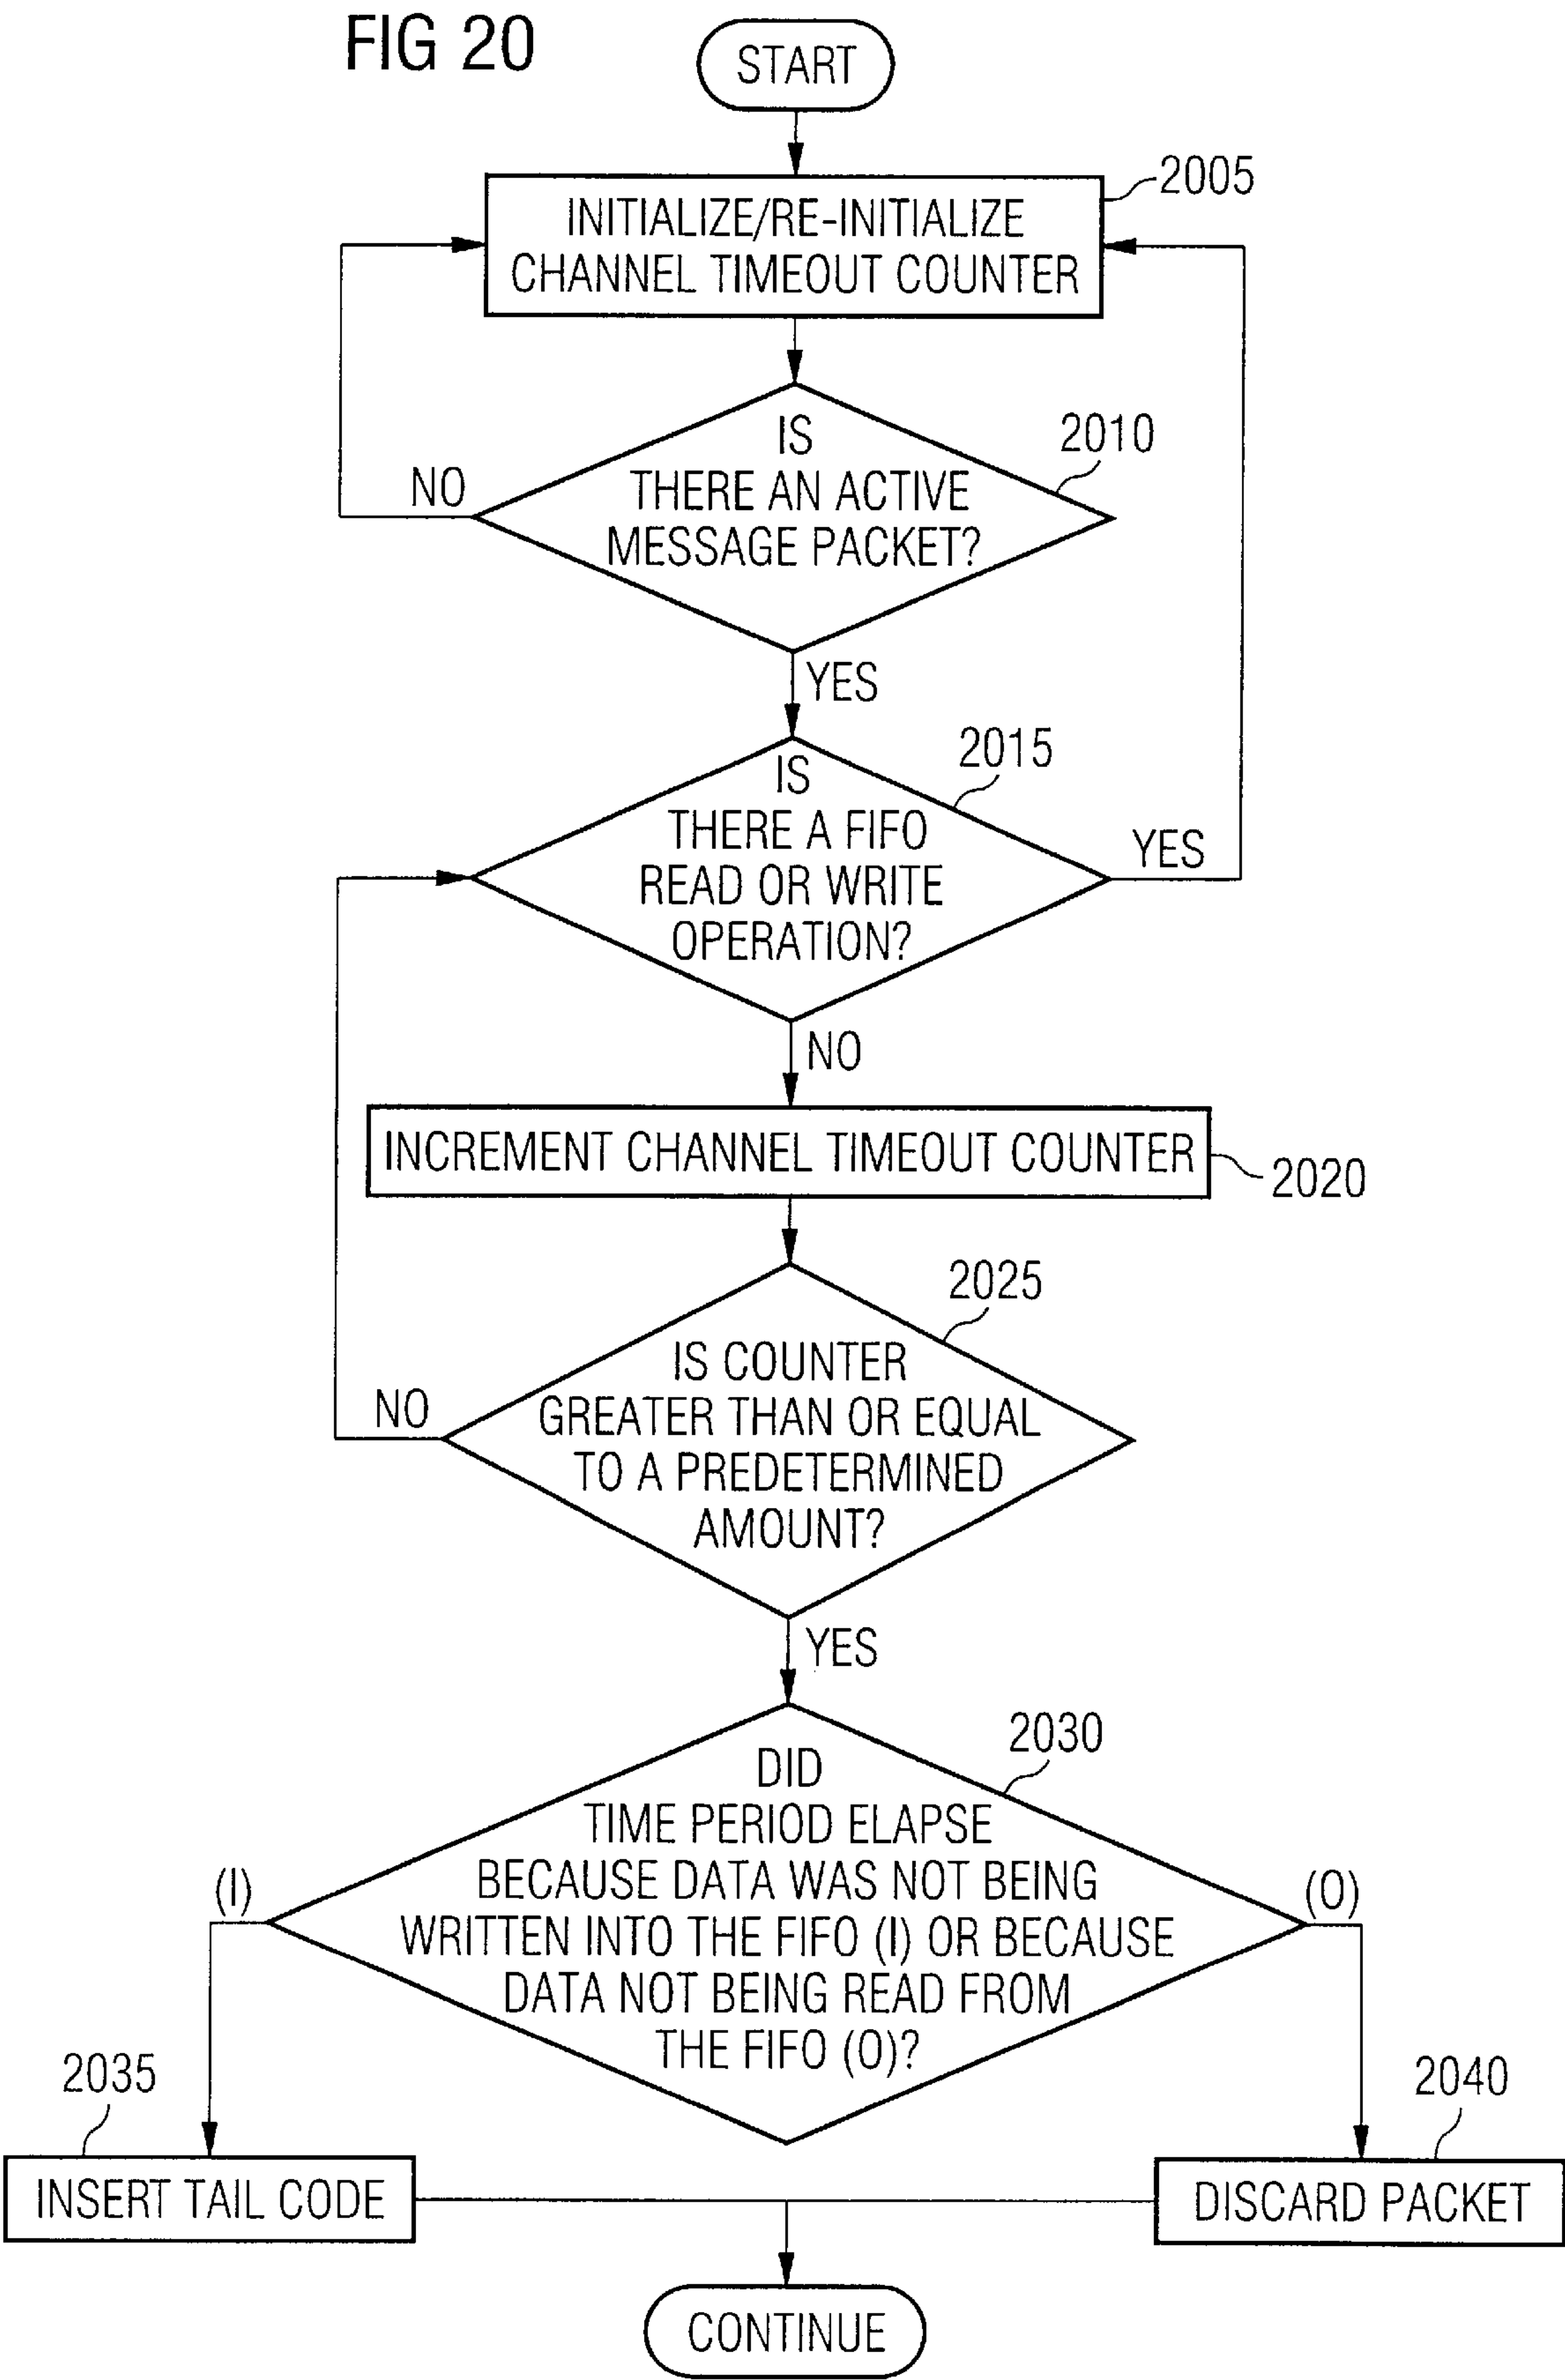 FIG 20
START
2005
INITIALIZE/RE-INITIALIZE
CHANNEL TIMEOUT COUNTER
2010
IS
THERE AN ACTIVE
MESSAGE PACKET?
NO
YES
2015
IS
THERE A FIFO
READ OR WRITE
OPERATION?
YES
NO
INCREMENT CHANNEL TIMEOUT COUNTER
2020
2025
IS COUNTER
GREATER THAN OR EQUAL
TO A PREDETERMINED
AMOUNT?
NO
YES
2030
DID
TIME PERIOD ELAPSE
BECAUSE DATA WAS NOT BEING
WRITTEN INTO THE FIFO (I) OR BECAUSE
DATA NOT BEING READ FROM
THE FIFO (O)?
(I)
(O)
2035
INSERT TAIL CODE
2040
DISCARD PACKET
CONTINUE